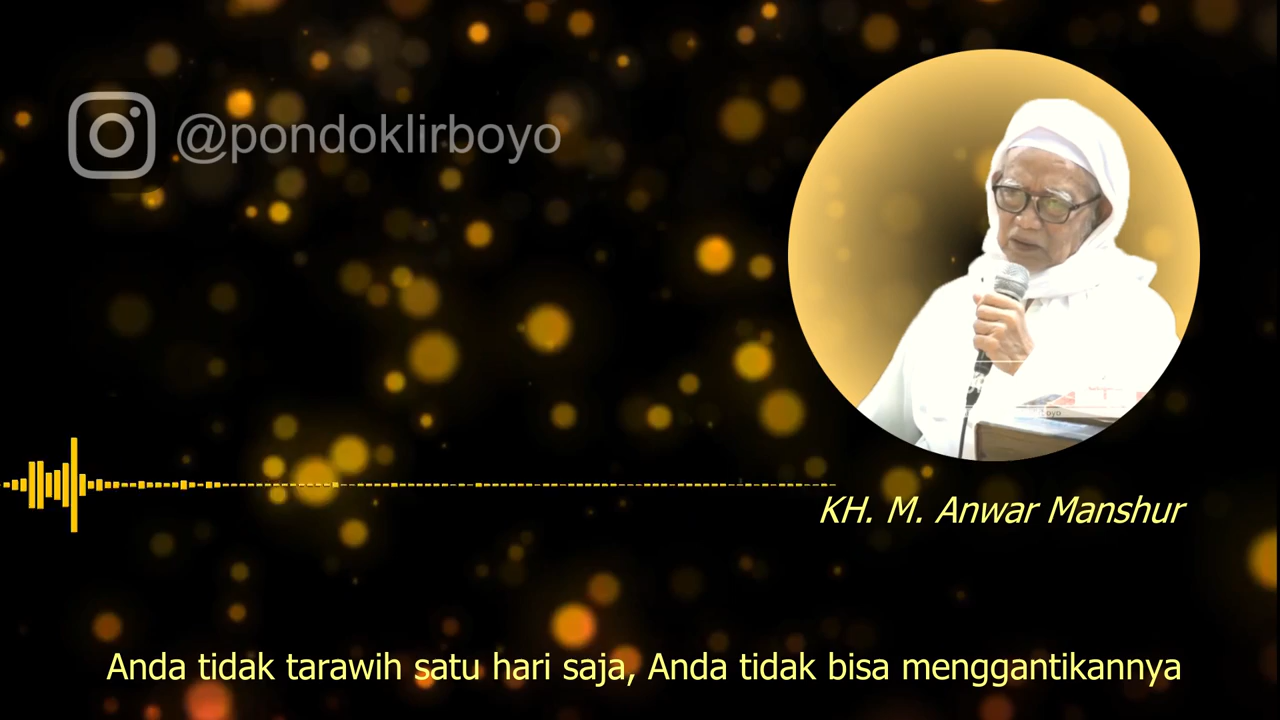 @pondoklirboyo
KH. M. Anwar Manshur
Anda tidak tarawih satu hari saja, Anda tidak bisa menggantikannya